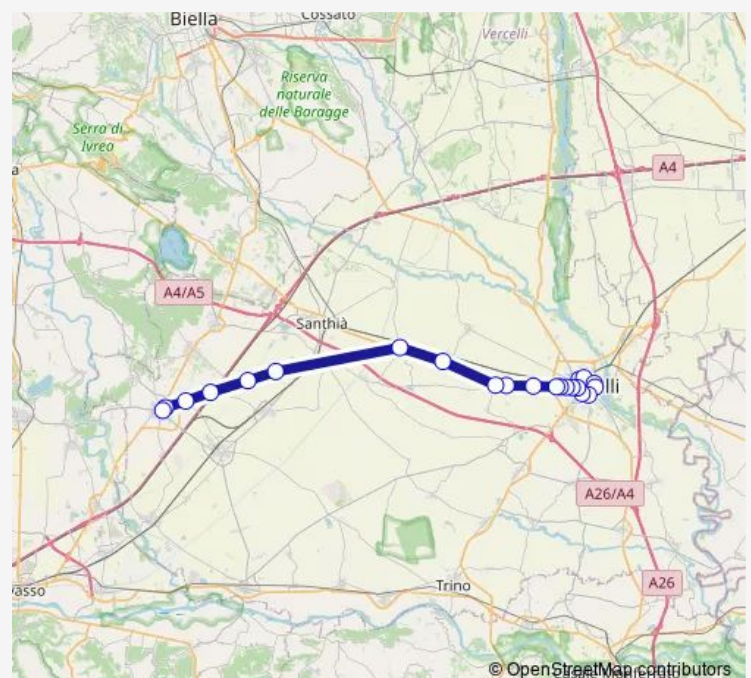 Biella
Cossato
Vercelli
Riserva
naturale
delle Baragge
Serra di
Ivrea
A4
A4/A5
Santhià
lli
A26/A4
Trino
A26
asso
© OpenStreetMap contributors